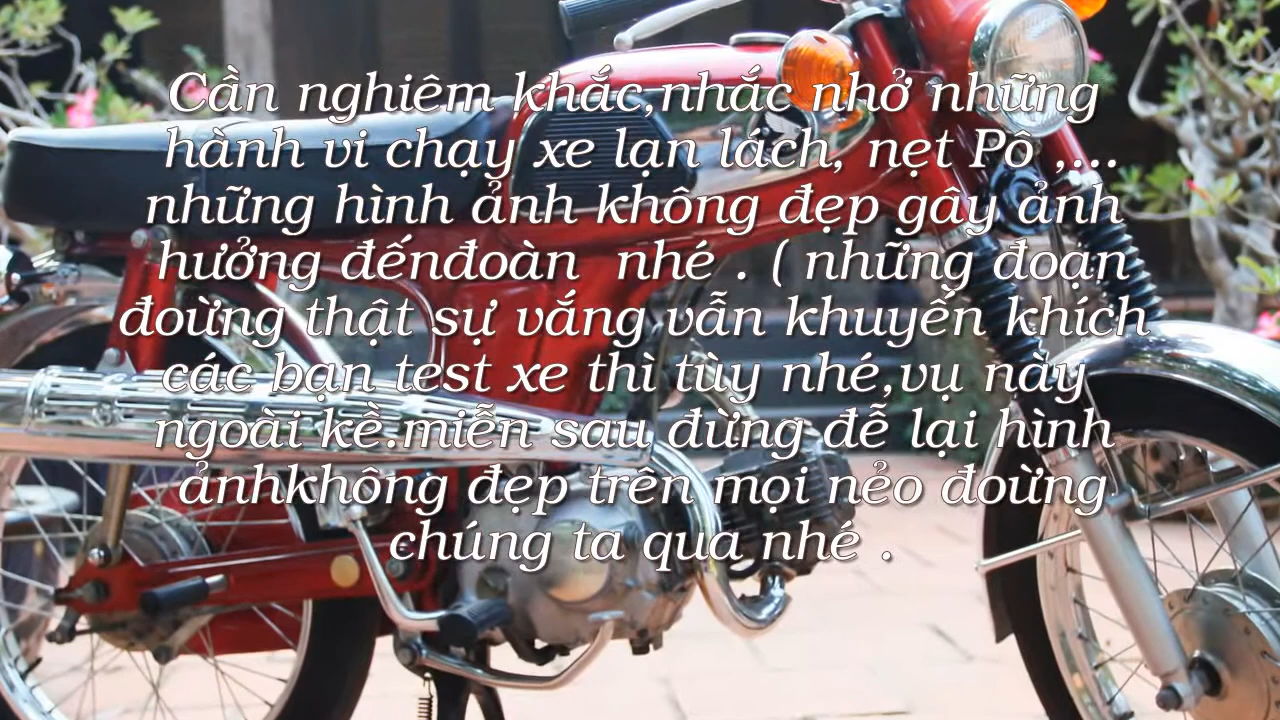 Cần nghiêm khắc,nhắc nhở những
hành vi chạy xe lạn lách, nẹt Pô ,...
những hình ảnh không đẹp gây ảnh
hưởng đếnđoàn  nhé . ( những đoạn
đoừng thật sự vắng vẫn khuyến khích
các bạn test xe thì tùy nhé,vụ này
ngoài kề.miễn sau đừng đễ lại hình
ảnhkhông đẹp trên mọi nẻo đoừng
chúng ta qua nhé .